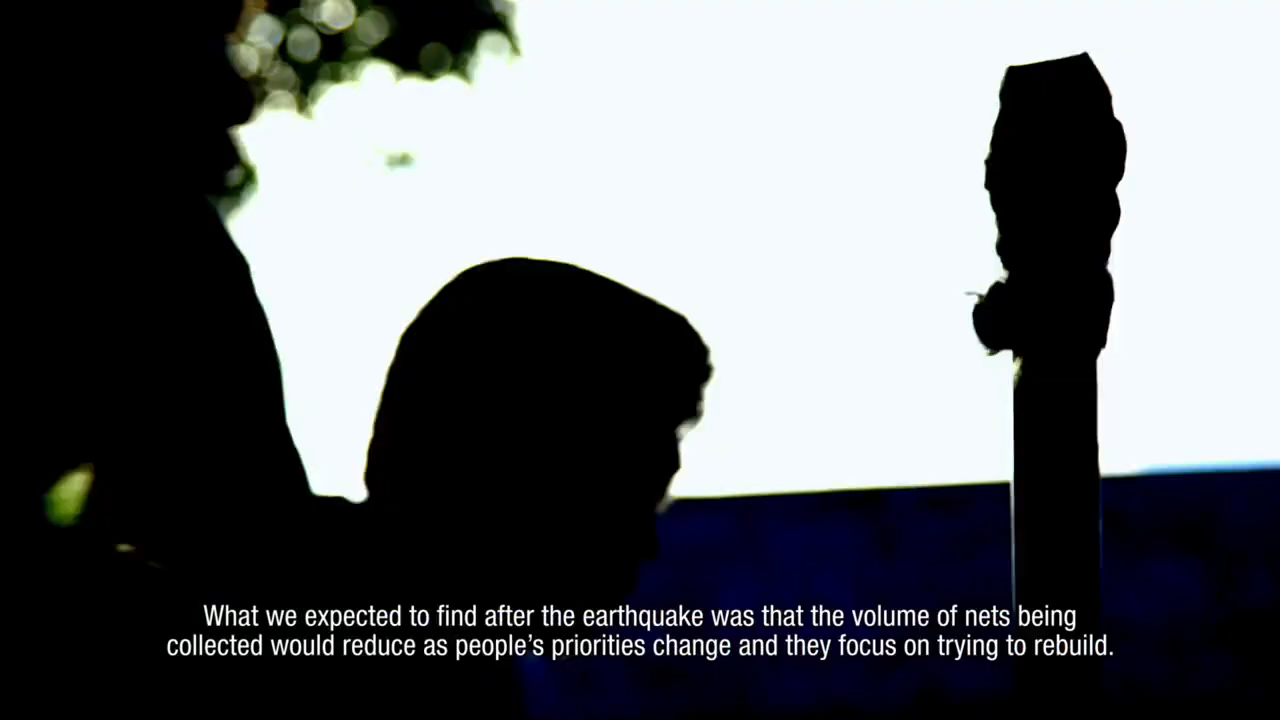 What we expected to find after the earthquake was that the volume of nets being
collected would reduce as people’s priorities change and they focus on trying to rebuild.